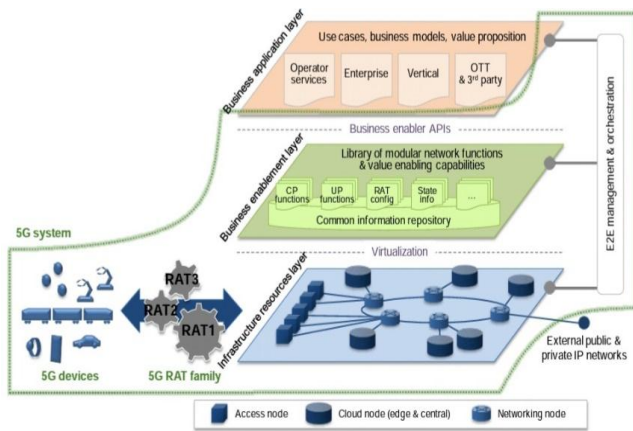 Business application layer
Use cases, business models, value proposition
Operator
services
Enterprise
Vertical
OTT
& 3rd party
Business enabler APIs
Business enablement layer
Library of modular network functions
& value enabling capabilities
CP
functions
UP
functions
RAT
config
State
info
...
Common information repository
E2E management & orchestration
Virtualization
5G system
Infrastructure resources layer
RAT3
RAT2
RAT1
5G devices
5G RAT family
External public &
private IP networks
Access node
Cloud node (edge & central)
Networking node